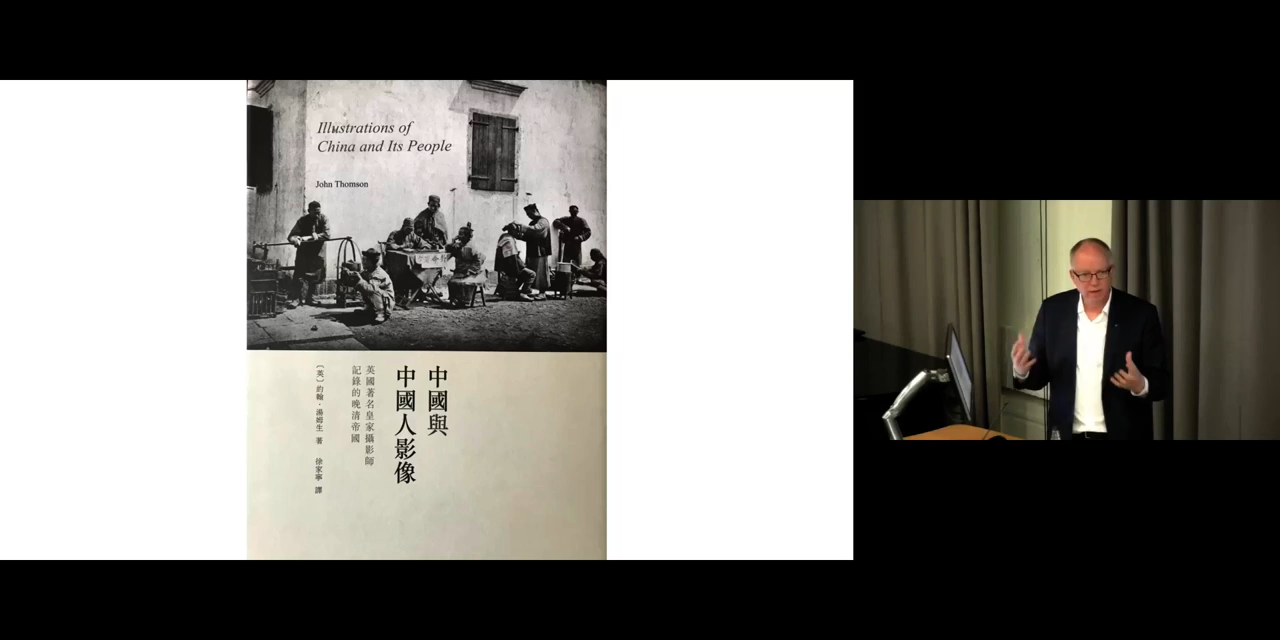 Illustrations of
China and Its People
John Thomson
中國與
中國人影像
英國著名皇家攝影師
記錄的晚清帝國
〔英〕約翰·湯姆生 著 徐家寧 譯